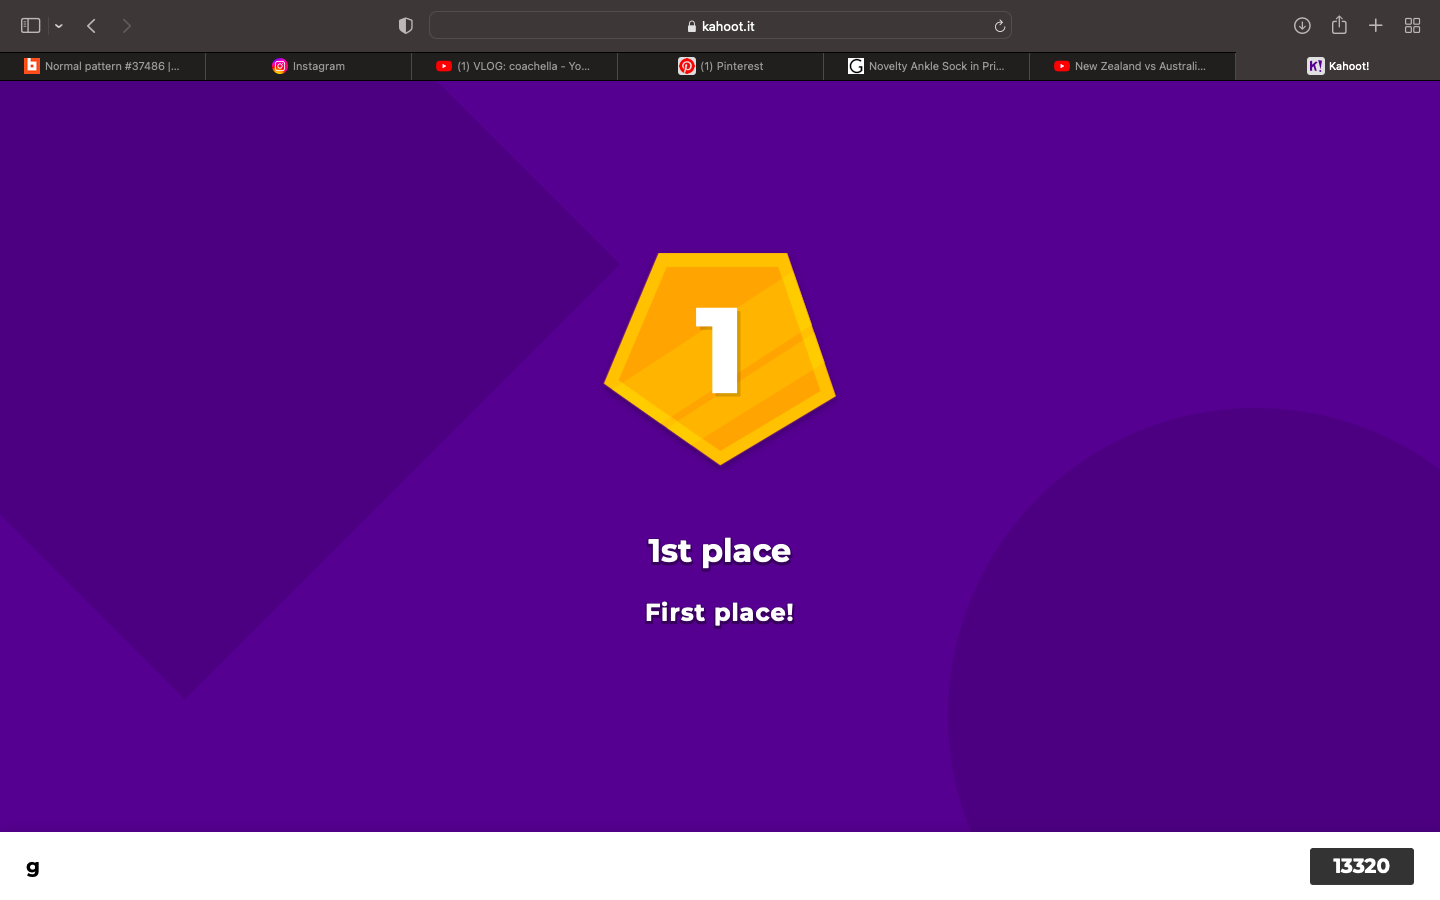 kahoot.it
Normal pattern #37486 |...
Instagram
(1) VLOG: coachella - Yo...
(1) Pinterest
Novelty Ankle Sock in Pri...
New Zealand vs Australi...
K!
Kahoot!
1
1st place
First place!
g
13320